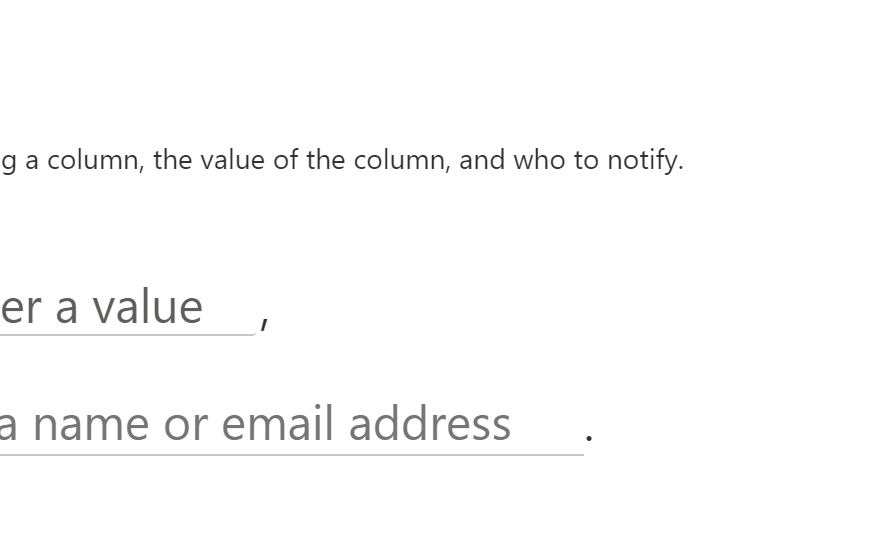 g a column, the value of the column, and who to notify.
er a value ,
a name or email address .